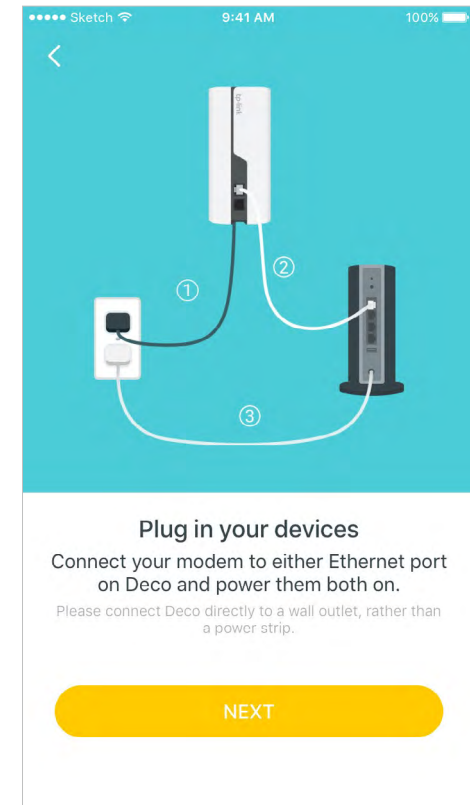 Sketch 9:41 AM 100%
tp-link
①
②
③
Plug in your devices
Connect your modem to either Ethernet port
on Deco and power them both on.
Please connect Deco directly to a wall outlet, rather than
a power strip.
NEXT